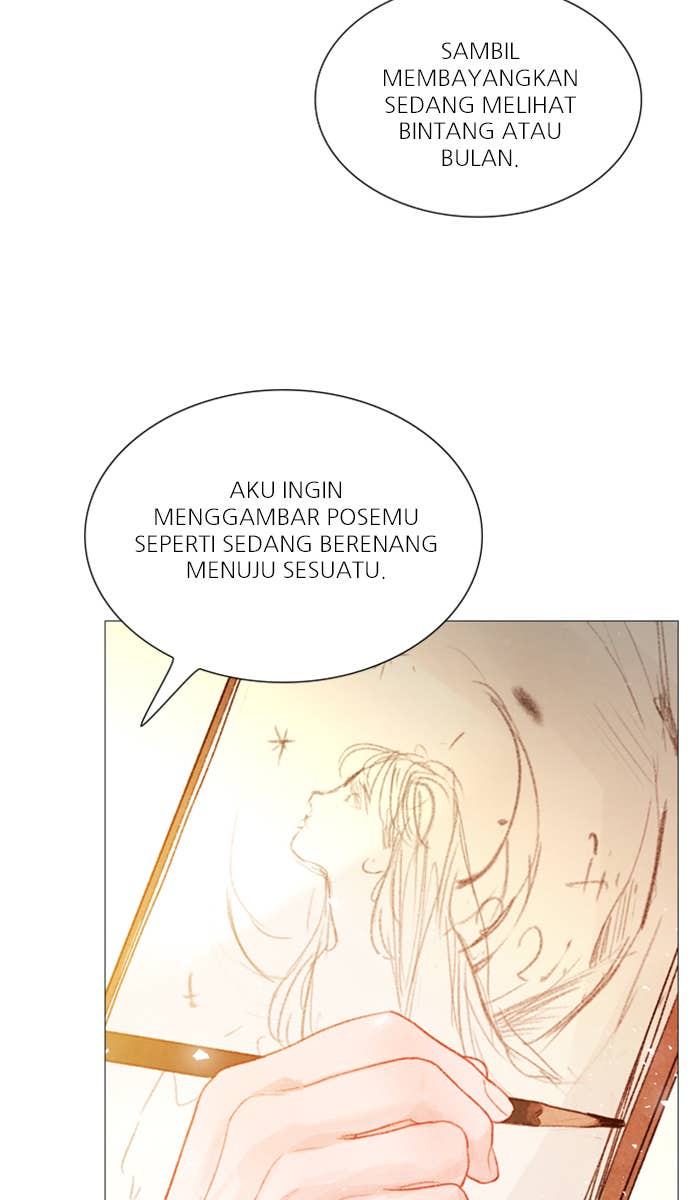 SAMBIL
MEMBAYANGKAN
SEDANG MELIHAT
BINTANG ATAU
BULAN.
AKU INGIN
MENGGAMBAR POSEMU
SEPERTI SEDANG BERENANG
MENUJU SESUATU.